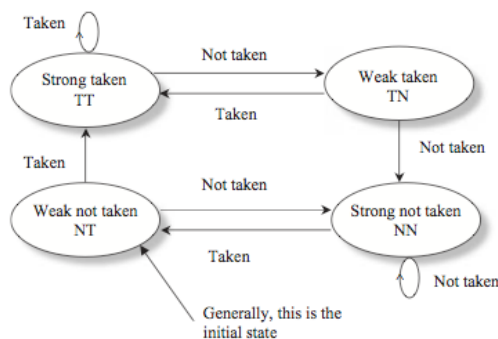 Taken
Not taken
Strong taken
TT
Weak taken
TN
Taken
Not taken
Taken
Not taken
Weak not taken
NT
Strong not taken
NN
Taken
Not taken
Generally, this is the
initial state